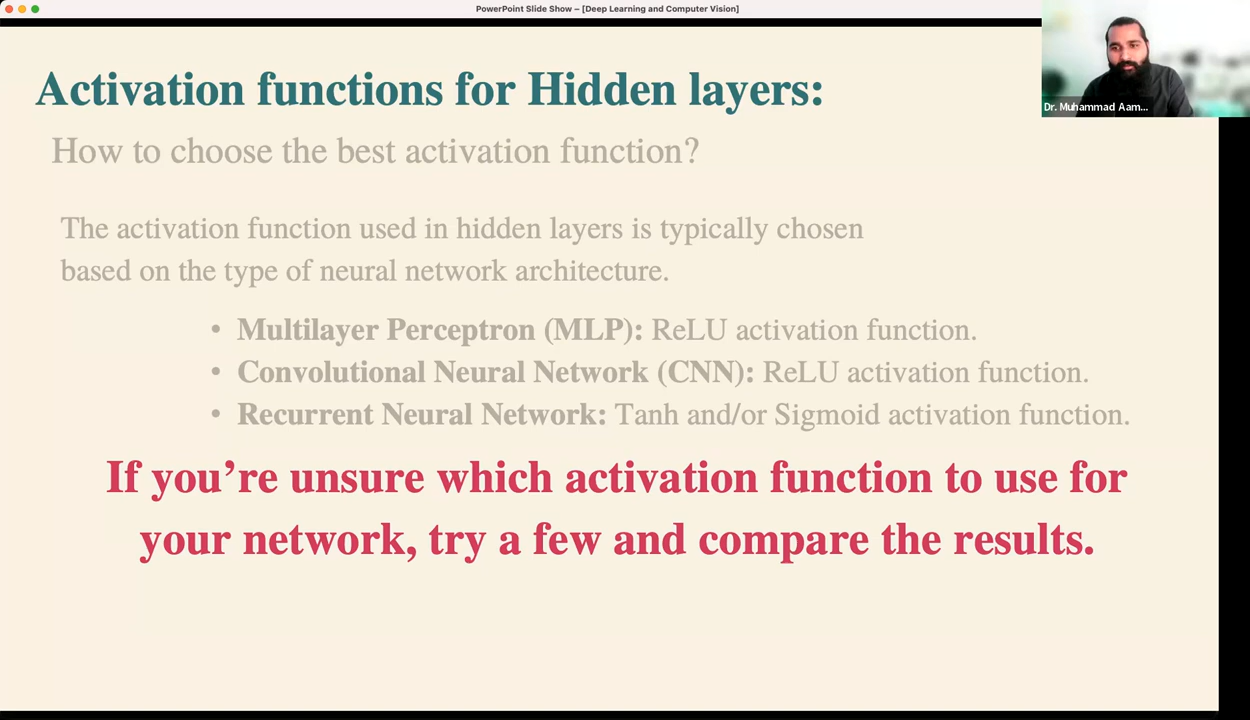 PowerPoint Slide Show – [Deep Learning and Computer Vision]
Dr. Muhammad Aam...
Activation functions for Hidden layers:
How to choose the best activation function?
The activation function used in hidden layers is typically chosen
based on the type of neural network architecture.
• Multilayer Perceptron (MLP): ReLU activation function.
• Convolutional Neural Network (CNN): ReLU activation function.
• Recurrent Neural Network: Tanh and/or Sigmoid activation function.
If you’re unsure which activation function to use for
your network, try a few and compare the results.